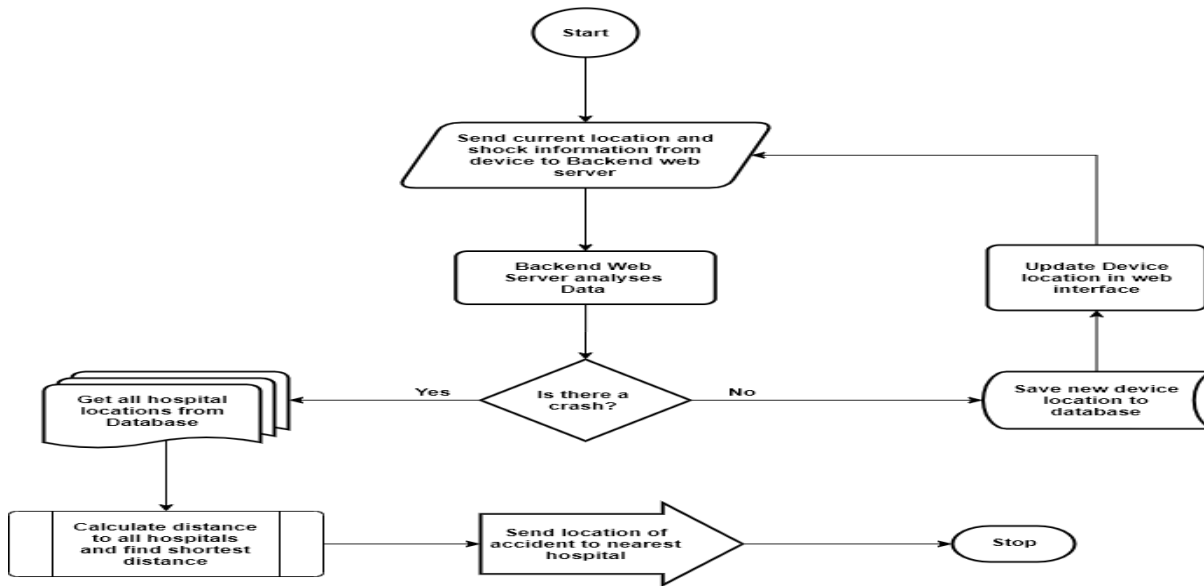 Start
Send current location and
shock information from
device to Backend web
server
Backend Web
Server analyses
Data
Update Device
location in web
interface
Is there a
crash?
Yes
No
Get all hospital
locations from
Database
Save new device
location to
database
Calculate distance
to all hospitals
and find shortest
distance
Send location of
accident to nearest
hospital
Stop